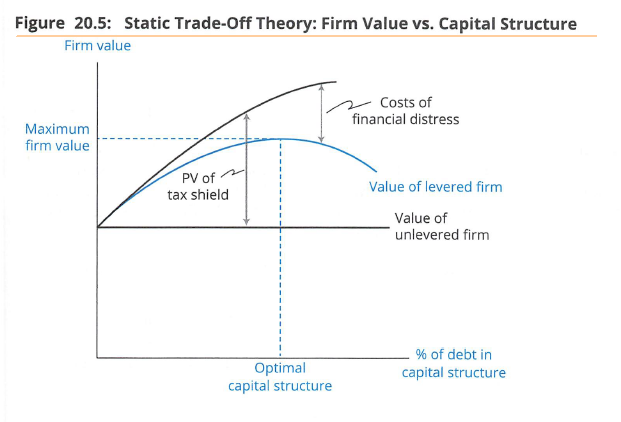 Figure 20.5: Static Trade-Off Theory: Firm Value vs. Capital Structure
Firm value
Costs of
financial distress
Maximum
firm value
PV of
tax shield
Value of levered firm
Value of
unlevered firm
% of debt in
capital structure
Optimal
capital structure